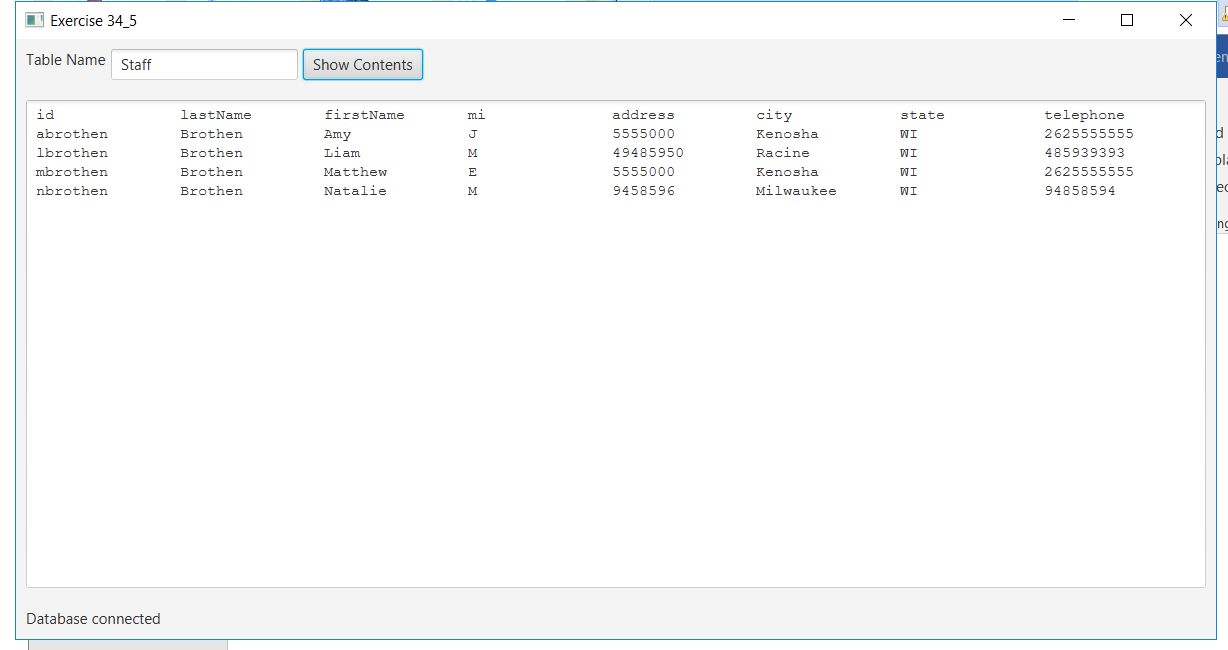 Exercise 34_5
Table Name Staff Show Contents
id lastName firstName mi address city state telephone
abrothen Brothen Amy J 5555000 Kenosha WI 2625555555
lbrothen Brothen Liam M 49485950 Racine WI 485939393
mbrothen Brothen Matthew E 5555000 Kenosha WI 2625555555
nbrothen Brothen Natalie M 9458596 Milwaukee WI 94858594
Database connected